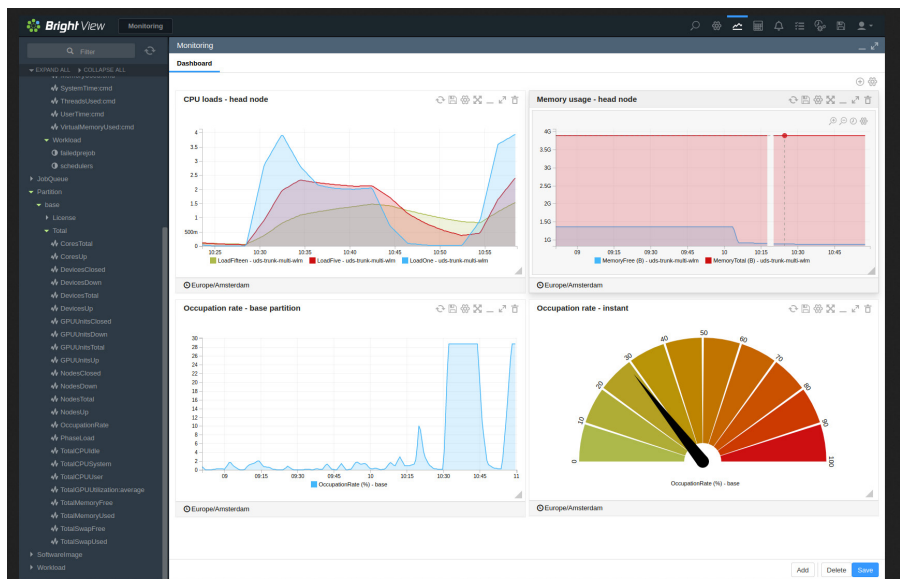 Bright View
Monitoring
Filter
EXPAND ALL
COLLAPSE ALL
SystemTime:cmd
ThreadsUsed:cmd
UserTime:cmd
VirtualMemoryUsed:cmd
Workload
failedprejob
schedulers
JobQueue
Partition
base
License
Total
CoresTotal
CoresUp
DevicesClosed
DevicesDown
DevicesTotal
DevicesUp
GPUUnitsClosed
GPUUnitsDown
GPUUnitsTotal
GPUUnitsUp
NodesClosed
NodesDown
NodesTotal
NodesUp
OccupationRate
PhaseLoad
TotalCPUIdle
TotalCPUSystem
TotalCPUUser
TotalGPUUtilization:average
TotalMemoryFree
TotalMemoryUsed
TotalSwapFree
TotalSwapUsed
SoftwareImage
Workload
Monitoring
Dashboard
CPU loads - head node
4
3.5
3
2.5
2
1.5
1
500m
0
10:25 10:30 10:35 10:40 10:45 10:50 10:55
LoadFifteen - uds-trunk-multi-wlm LoadFive - uds-trunk-multi-wlm LoadOne - uds-trunk-multi-wlm
Europe/Amsterdam
Memory usage - head node
4G
3.5G
3G
2.5G
2G
1.5G
1G
09 09:15 09:30 09:45 10 10:15 10:30 10:45
MemoryFree (B) - uds-trunk-multi-wlm MemoryTotal (B) - uds-trunk-multi-wlm
Europe/Amsterdam
Occupation rate - base partition
30
28
26
24
22
20
18
16
14
12
10
8
6
4
2
0
09 09:15 09:30 09:45 10 10:15 10:30 10:45 11
OccupationRate (%) - base
Europe/Amsterdam
Occupation rate - instant
0 10 20 30 40 50 60 70 80 90 100
OccupationRate (%) - base
Europe/Amsterdam
Add Delete Save